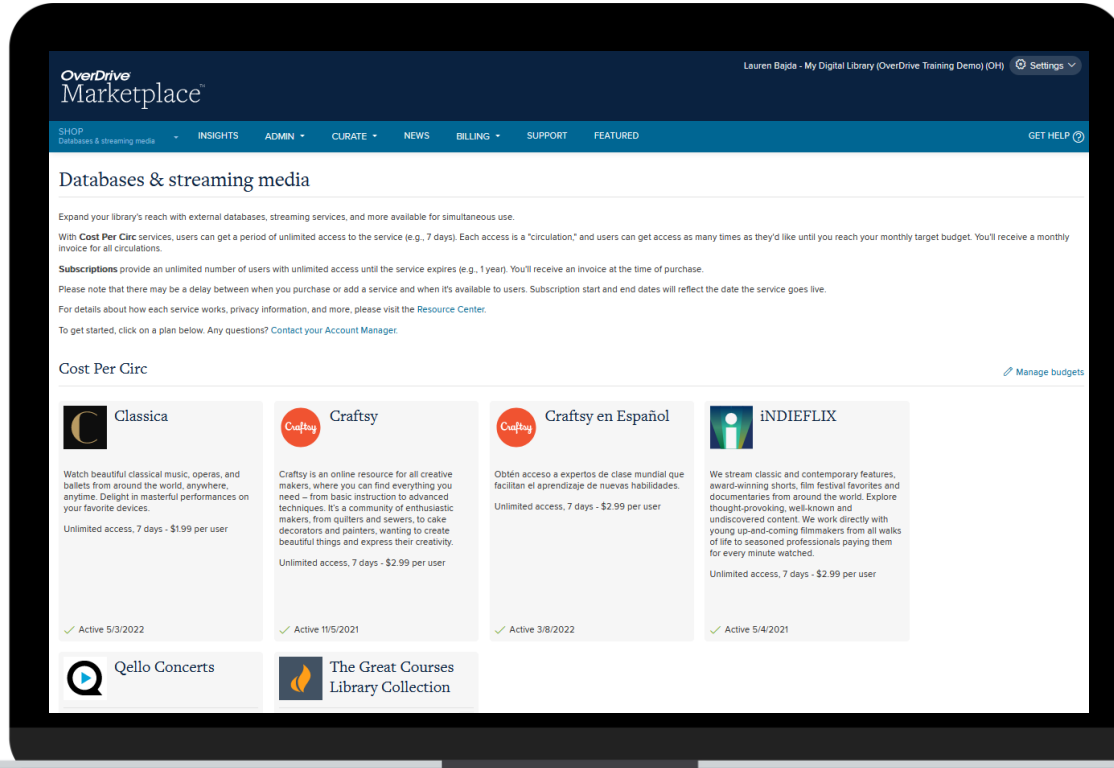 Lauren Bajda - My Digital Library (OverDrive Training Demo) (OH) Settings
OverDrive
Marketplace™
SHOP
Databases & streaming media
INSIGHTS ADMIN CURATE NEWS BILLING SUPPORT FEATURED GET HELP
Databases & streaming media
Expand your library's reach with external databases, streaming services, and more available for simultaneous use.
With Cost Per Circ services, users can get a period of unlimited access to the service (e.g., 7 days). Each access is a "circulation," and users can get access as many times as they'd like until you reach your monthly target budget. You'll receive a monthly
invoice for all circulations.
Subscriptions provide an unlimited number of users with unlimited access until the service expires (e.g., 1 year). You'll receive an invoice at the time of purchase.
Please note that there may be a delay between when you purchase or add a service and when it's available to users. Subscription start and end dates will reflect the date the service goes live.
For details about how each service works, privacy information, and more, please visit the Resource Center.
To get started, click on a plan below. Any questions? Contact your Account Manager.
Cost Per Circ
Manage budgets
C
Classica
Watch beautiful classical music, operas, and
ballets from around the world, anywhere,
anytime. Delight in masterful performances on
your favorite devices.
Unlimited access, 7 days - $1.99 per user
Active 5/3/2022
Craftsy
Craftsy
Craftsy is an online resource for all creative
makers, where you can find everything you
need – from basic instruction to advanced
techniques. It's a community of enthusiastic
makers, from quilters and sewers, to cake
decorators and painters, wanting to create
beautiful things and express their creativity.
Unlimited access, 7 days - $2.99 per user
Active 11/5/2021
Craftsy
Craftsy en Español
Obtén acceso a expertos de clase mundial que
facilitan el aprendizaje de nuevas habilidades.
Unlimited access, 7 days - $2.99 per user
Active 3/8/2022
iNDIEFLIX
We stream classic and contemporary features,
award-winning shorts, film festival favorites and
documentaries from around the world. Explore
thought-provoking, well-known and
undiscovered content. We work directly with
young up-and-coming filmmakers from all walks
of life to seasoned professionals paying them
for every minute watched.
Unlimited access, 7 days - $2.99 per user
Active 5/4/2021
Qello Concerts
The Great Courses
Library Collection